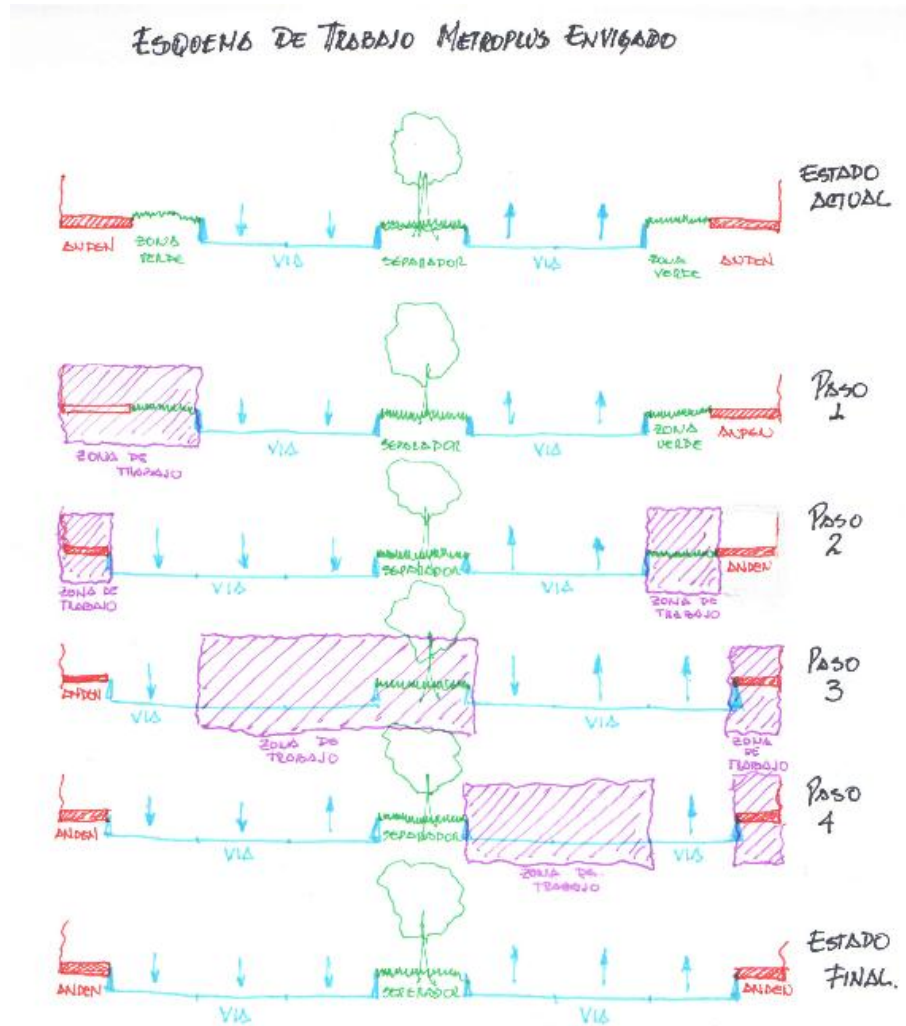 ESQUEMA DE TRABAJO METROPLUS ENVIGADO
ESTADO
ACTUAL
ANDEN
ZONA
VERDE
VIA
SEPARADOR
VIA
ZONA
VERDE
ANDEN
PASO
1
ZONA DE
TRABAJO
VIA
SEPARADOR
VIA
ZONA
VERDE
ANDEN
PASO
2
ZONA DE
TRABAJO
VIA
SEPARADOR
VIA
ZONA DE
TRABAJO
ANDEN
PASO
3
ANDEN
VIA
ZONA DE
TRABAJO
VIA
ZONA
DE
TRABAJO
PASO
4
ANDEN
VIA
SEPARADOR
ZONA DE
TRABAJO
VIA
ESTADO
FINAL.
ANDEN
VIA
SEPERADOR
VIA
ANDEN